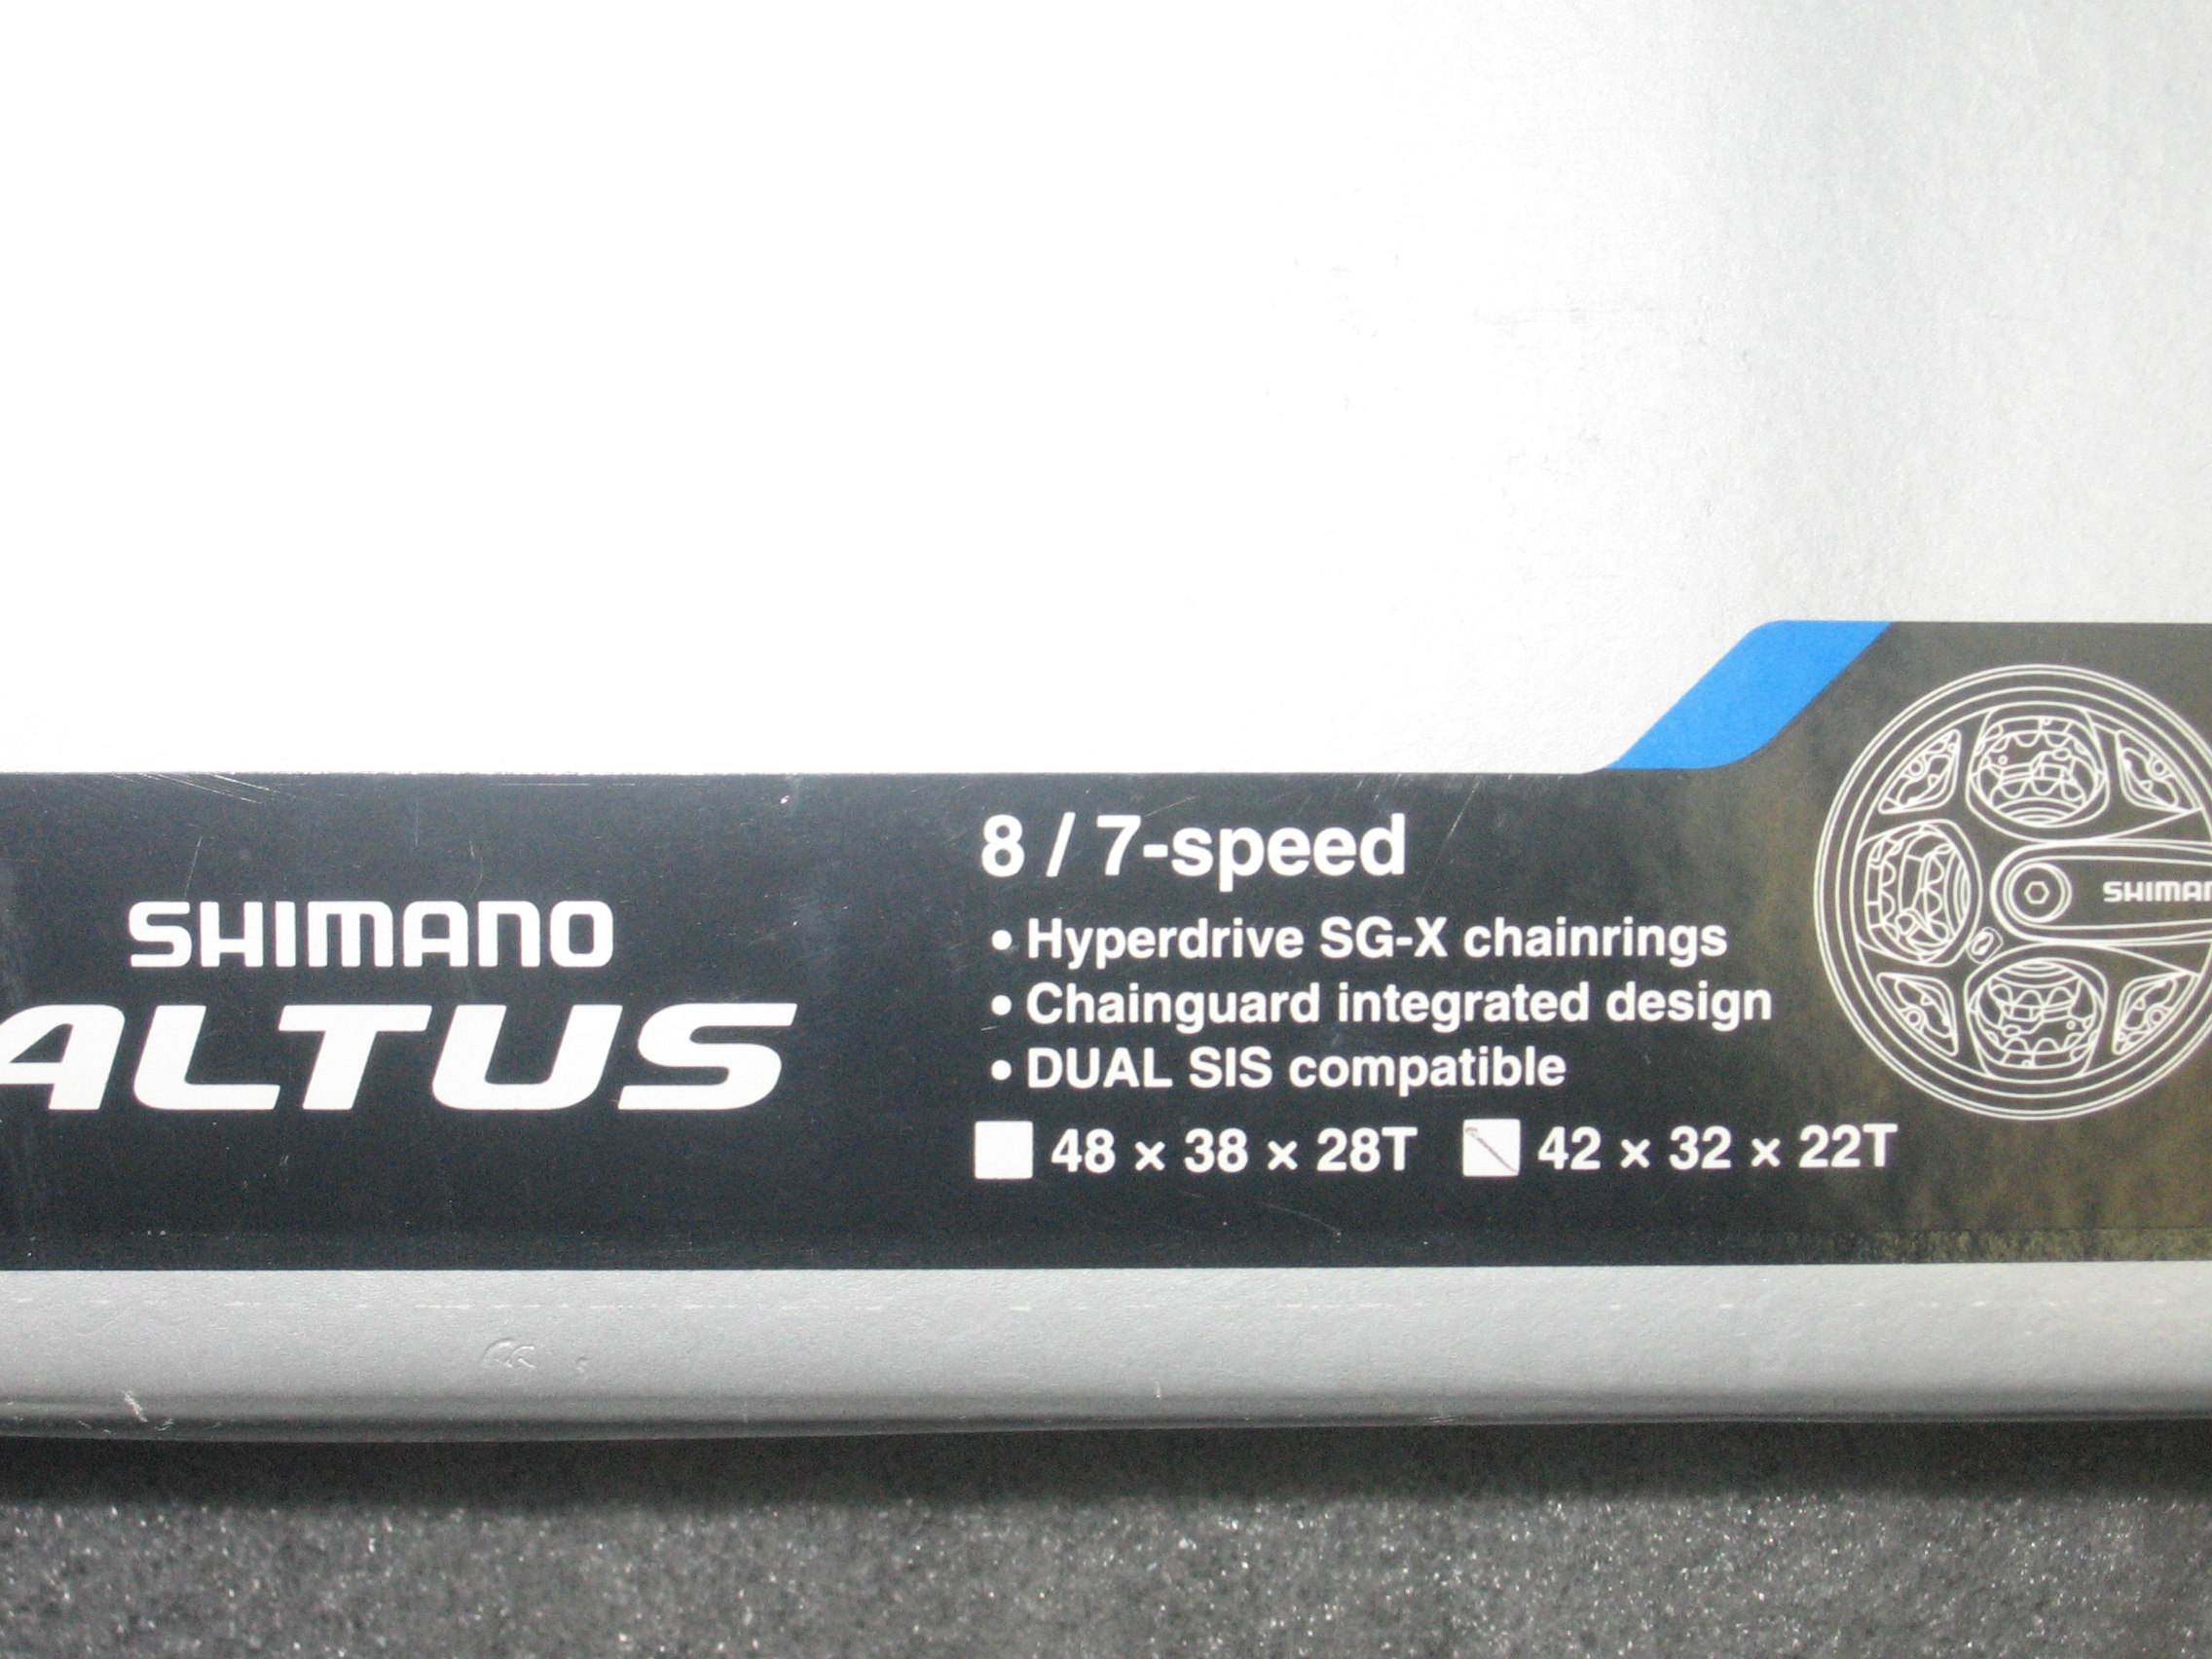 SHIMANO
ALTUS
8 / 7-speed
• Hyperdrive SG-X chainrings
• Chainguard integrated design
• DUAL SIS compatible
48 × 38 × 28T 42 × 32 × 22T